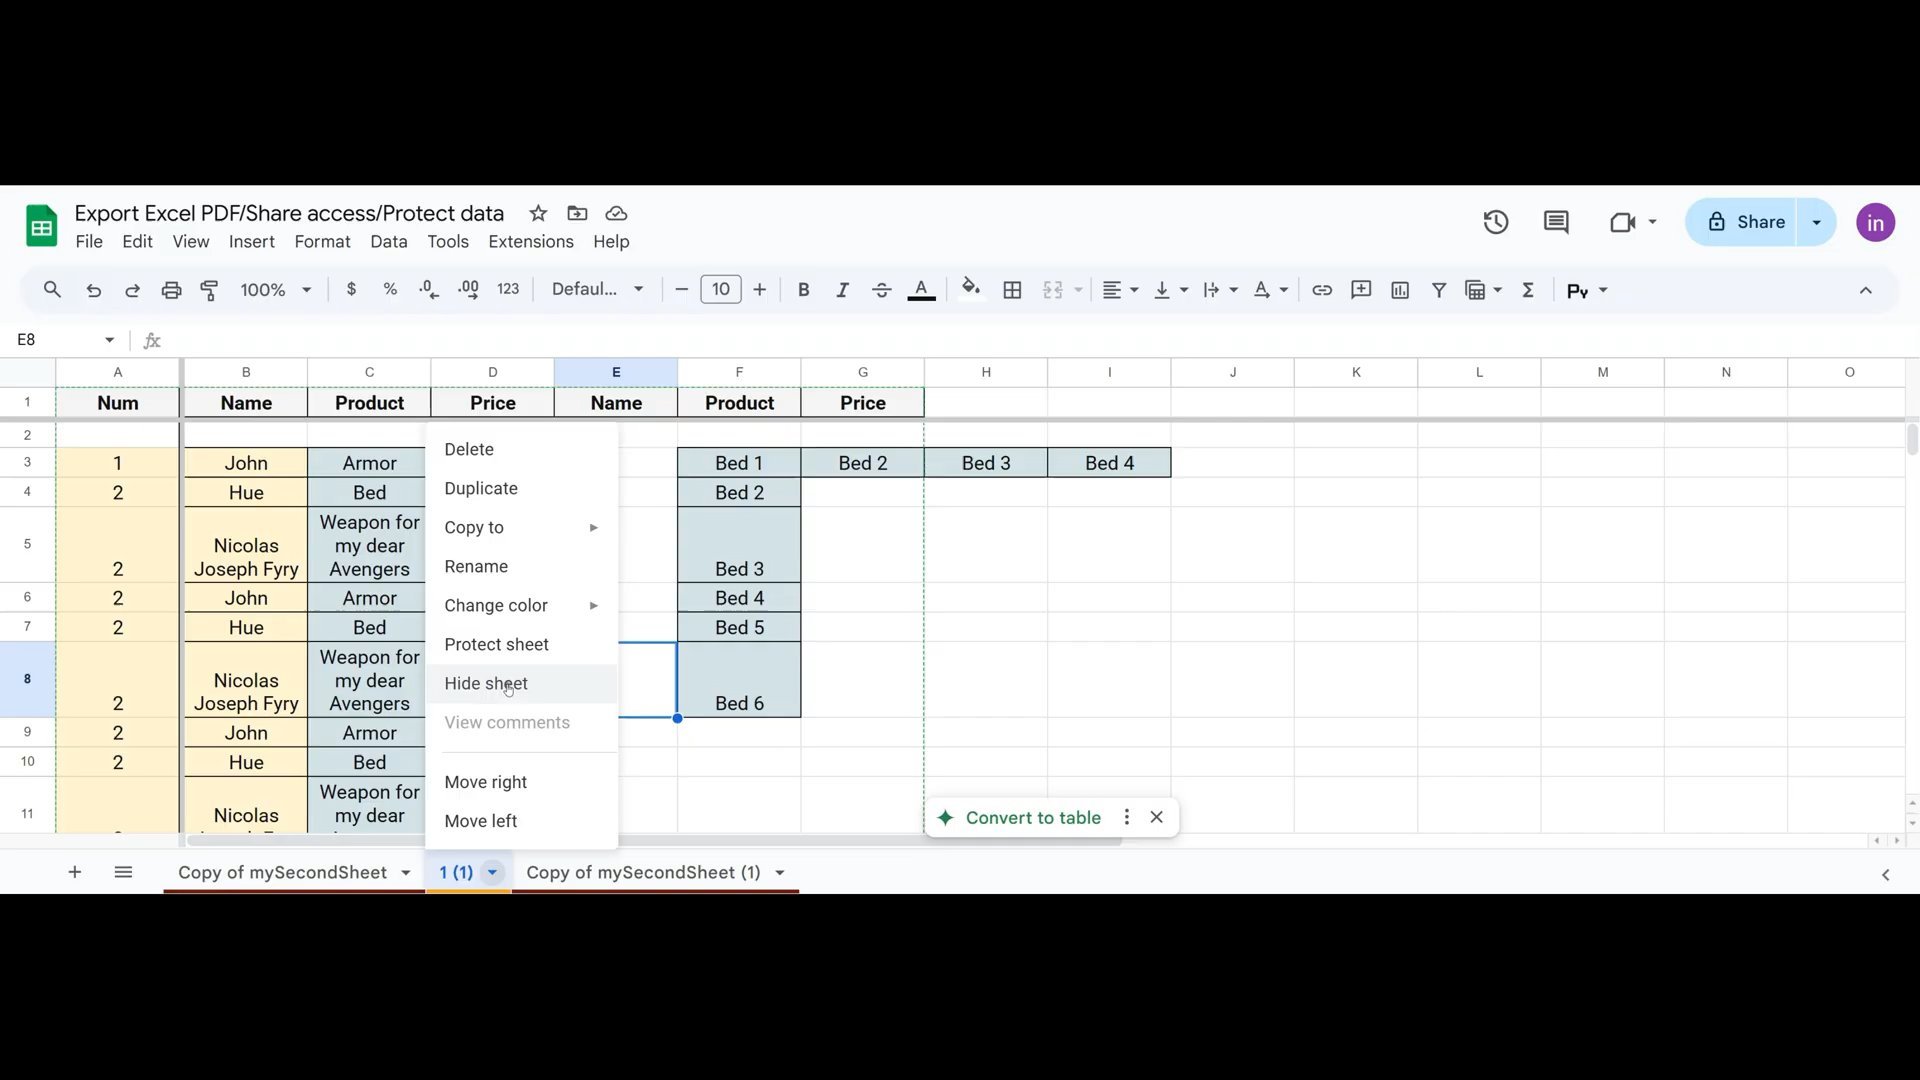 Export Excel PDF/Share access/Protect data
File Edit View Insert Format Data Tools Extensions Help
Share
in
100% $ % .0 .00 123 Defaul... 10 B I A Σ Py
E8 fx
A B C D E F G H I J K L M N O
1 Num Name Product Price Name Product Price
2
3 1 John Armor Bed 1 Bed 2 Bed 3 Bed 4
4 2 Hue Bed Bed 2
5 2 Nicolas Joseph Fyry Weapon for my dear Avengers Bed 3
6 2 John Armor Bed 4
7 2 Hue Bed Bed 5
8 2 Nicolas Joseph Fyry Weapon for my dear Avengers Bed 6
9 2 John Armor
10 2 Hue Bed
11 Nicolas Weapon for my dear
Delete
Duplicate
Copy to
Rename
Change color
Protect sheet
Hide sheet
View comments
Move right
Move left
Convert to table
Copy of mySecondSheet 1 (1) Copy of mySecondSheet (1)